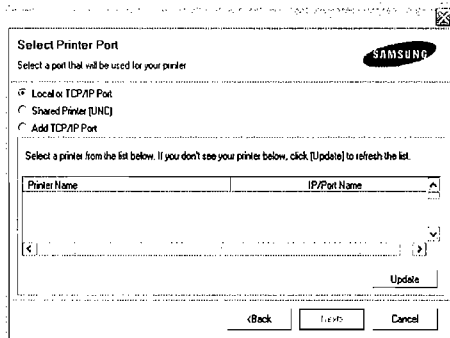 Select Printer Port
SAMSUNG
Select a port that will be used for your printer
Local or TCP/IP Port
Shared Printer [UNC]
Add TCP/IP Port
Select a printer from the list below. If you don't see your printer below, click [Update] to refresh the list.
Printer Name IP/Port Name
Update
<Back Next> Cancel